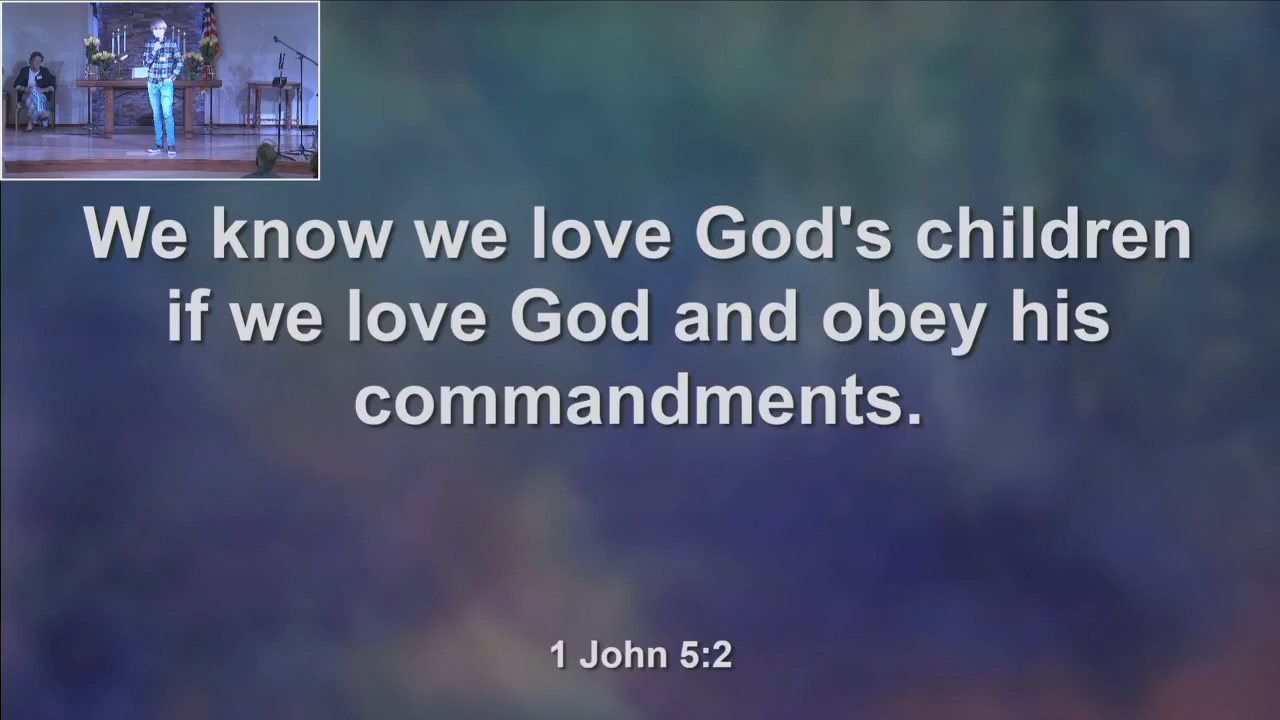 We know we love God's children
if we love God and obey his
commandments.
1 John 5:2